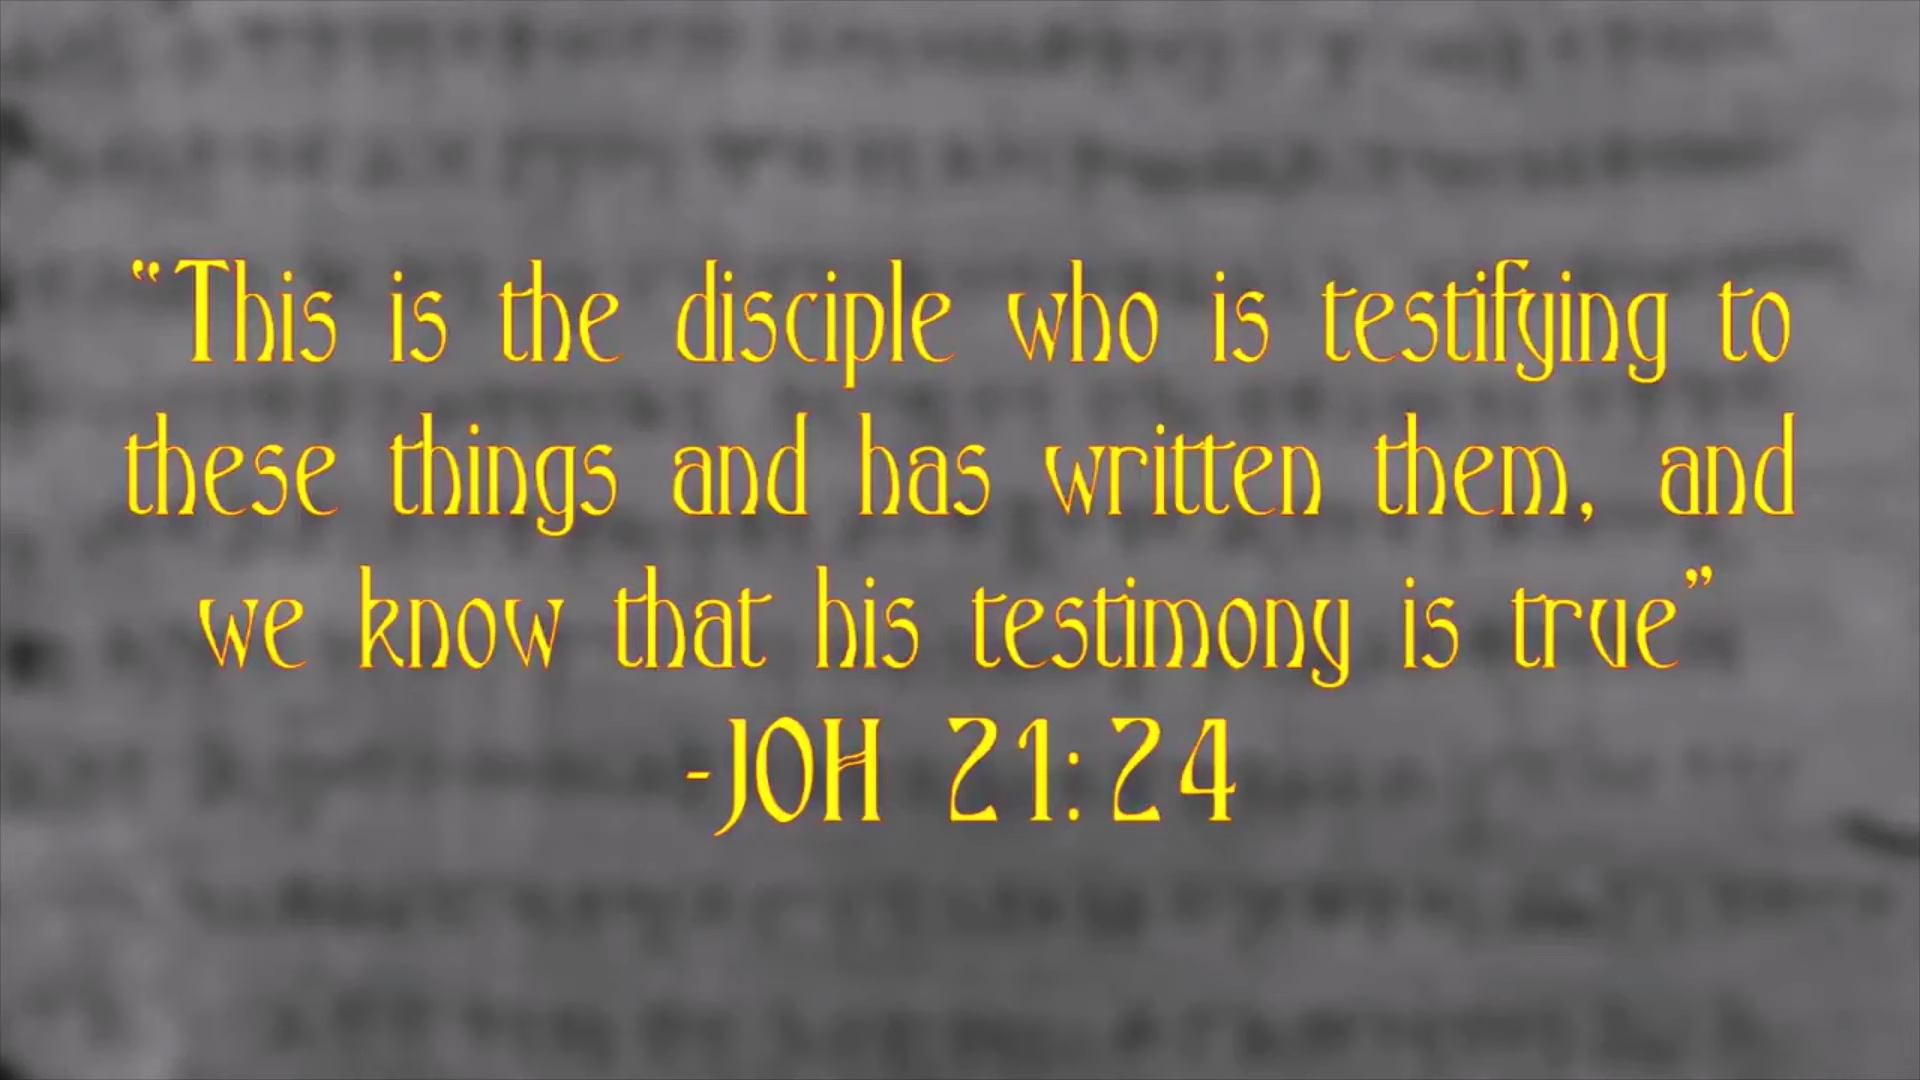 “This is the disciple who is testifying to
these things and has written them, and
we know that his testimony is true”
-JOH 21:24